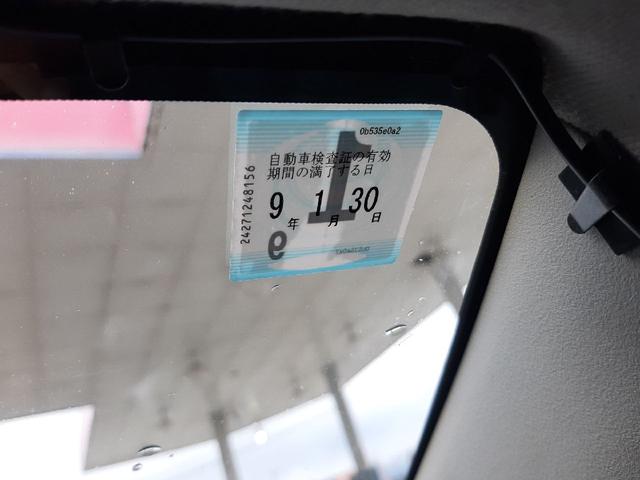 0b535e0a2
自動車検査証の有効
期間の満了する日
9年1月30日
24271248156